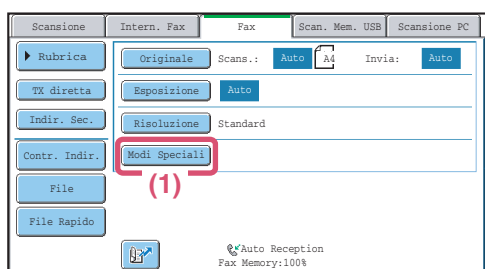 Scansione Intern. Fax Fax Scan. Mem. USB Scansione PC
Rubrica Originale Scans.: Auto A4 Invia: Auto
TX diretta Esposizione Auto
Indir. Sec. Risoluzione Standard
Contr. Indir. Modi Speciali
(1)
File
File Rapido
Auto Reception
Fax Memory:100%